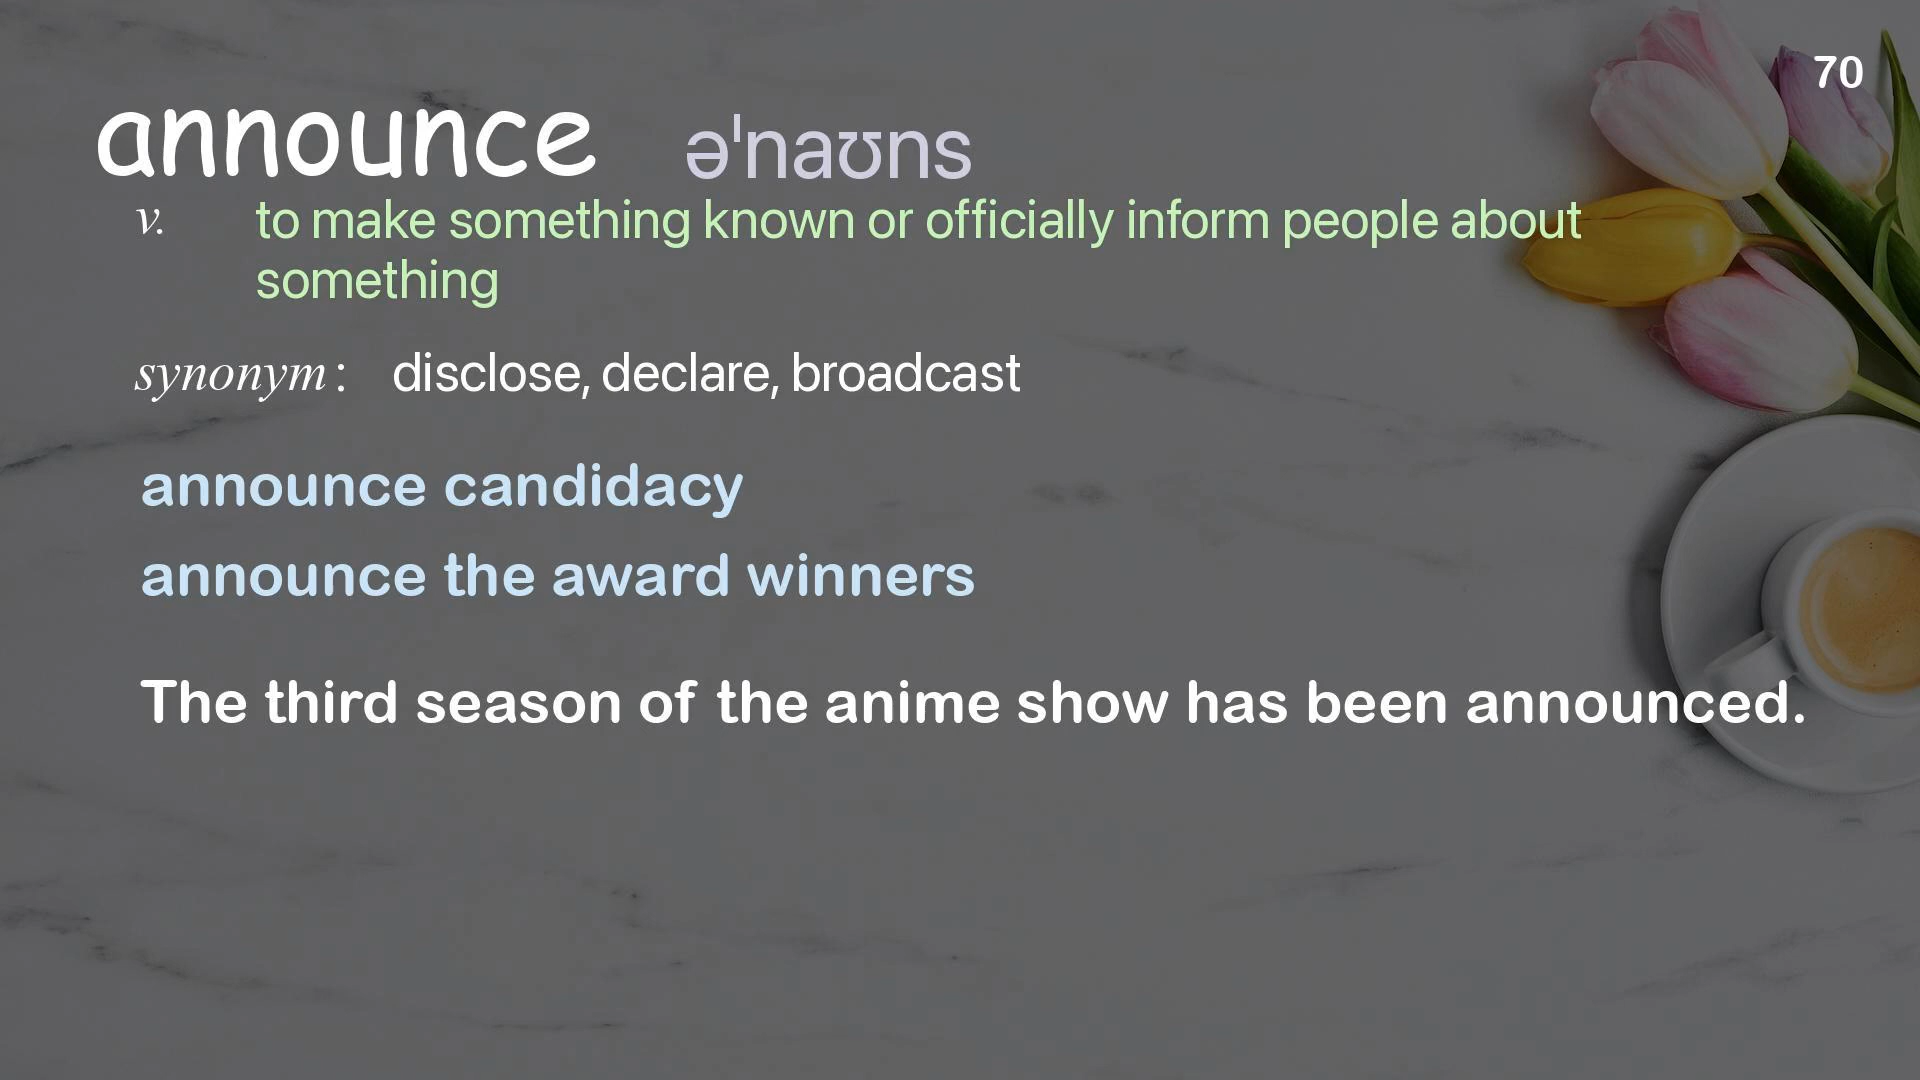 70
announce əˈnaʊns
v. to make something known or officially inform people about
something
synonym : disclose, declare, broadcast
announce candidacy
announce the award winners
The third season of the anime show has been announced.